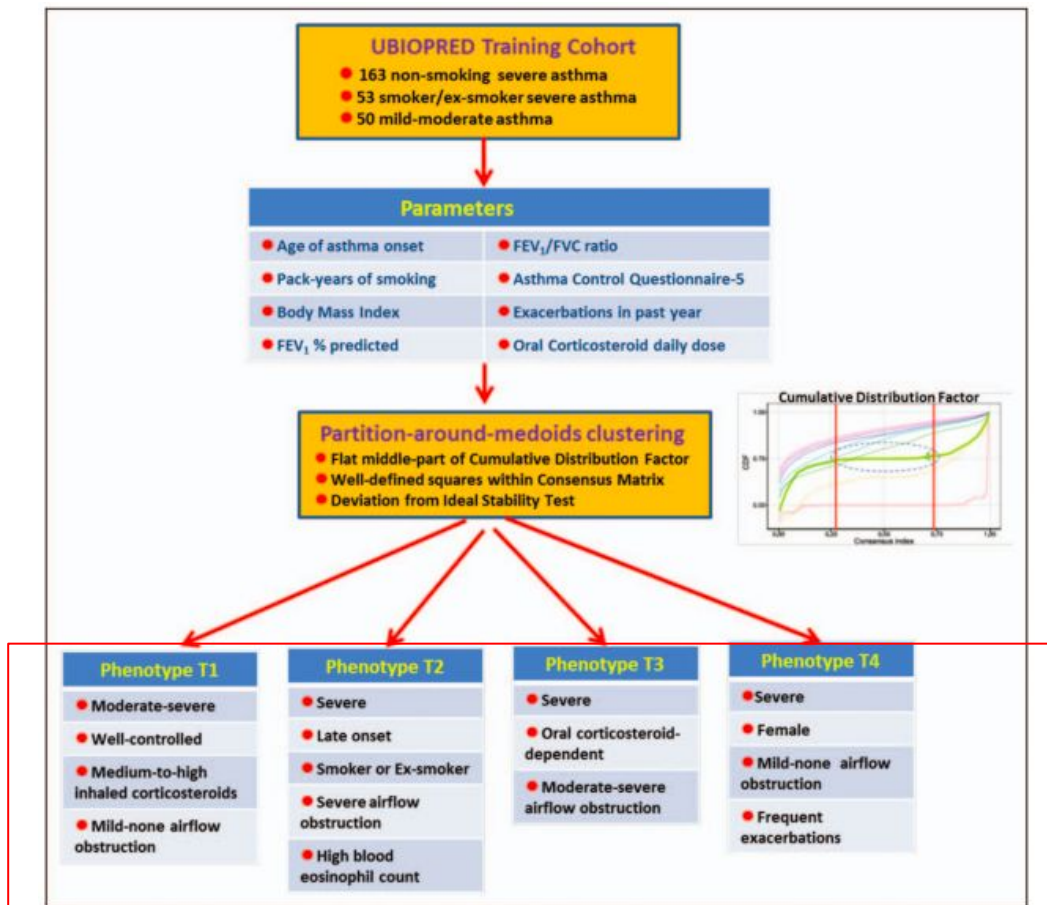 UBIOPRED Training Cohort
163 non-smoking severe asthma
53 smoker/ex-smoker severe asthma
50 mild-moderate asthma
Parameters
Age of asthma onset
FEV₁/FVC ratio
Pack-years of smoking
Asthma Control Questionnaire-5
Body Mass Index
Exacerbations in past year
FEV₁ % predicted
Oral Corticosteroid daily dose
Partition-around-medoids clustering
Flat middle-part of Cumulative Distribution Factor
Well-defined squares within Consensus Matrix
Deviation from Ideal Stability Test
Cumulative Distribution Factor
1.00
CDF
Consensus Index
Phenotype T1
Moderate-severe
Well-controlled
Medium-to-high
inhaled corticosteroids
Mild-none airflow
obstruction
Phenotype T2
Severe
Late onset
Smoker or Ex-smoker
Severe airflow
obstruction
High blood
eosinophil count
Phenotype T3
Severe
Oral corticosteroid-
dependent
Moderate-severe
airflow obstruction
Phenotype T4
Severe
Female
Mild-none airflow
obstruction
Frequent
exacerbations